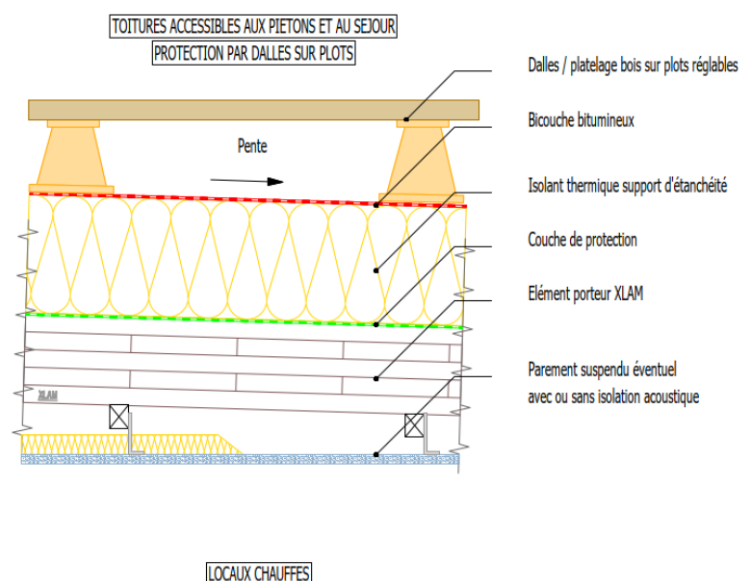 TOITURES ACCESSIBLES AUX PIETONS ET AU SEJOUR
PROTECTION PAR DALLES SUR PLOTS
Dalles / platelage bois sur plots réglables
Bicouche bitumineux
Pente
Isolant thermique support d'étanchéité
Couche de protection
Elément porteur XLAM
Parement suspendu éventuel
avec ou sans isolation acoustique
XLAM
LOCAUX CHAUFFES